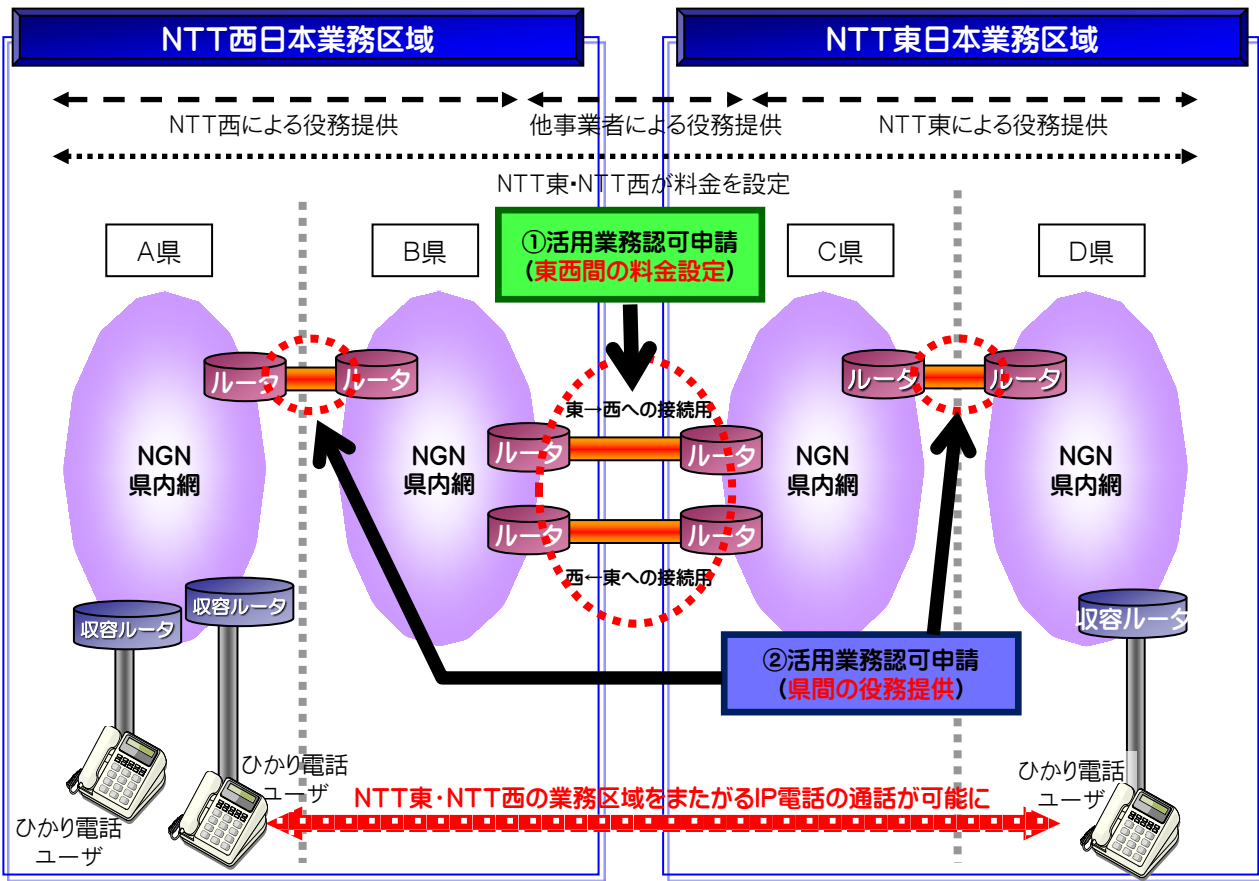 NTT西日本業務区域
NTT東日本業務区域
NTT西による役務提供
他事業者による役務提供
NTT東による役務提供
NTT東・NTT西が料金を設定
A県
B県
①活用業務認可申請
(東西間の料金設定)
C県
D県
ルータ
ルータ
ルータ
ルータ
東→西への接続用
NGN
県内網
NGN
県内網
ルータ
ルータ
NGN
県内網
NGN
県内網
ルータ
ルータ
西←東への接続用
収容ルータ
収容ルータ
収容ルータ
②活用業務認可申請
(県間の役務提供)
ひかり電話
ユーザ
ひかり電話
ユーザ
ひかり電話
ユーザ
NTT東・NTT西の業務区域をまたがるIP電話の通話が可能に